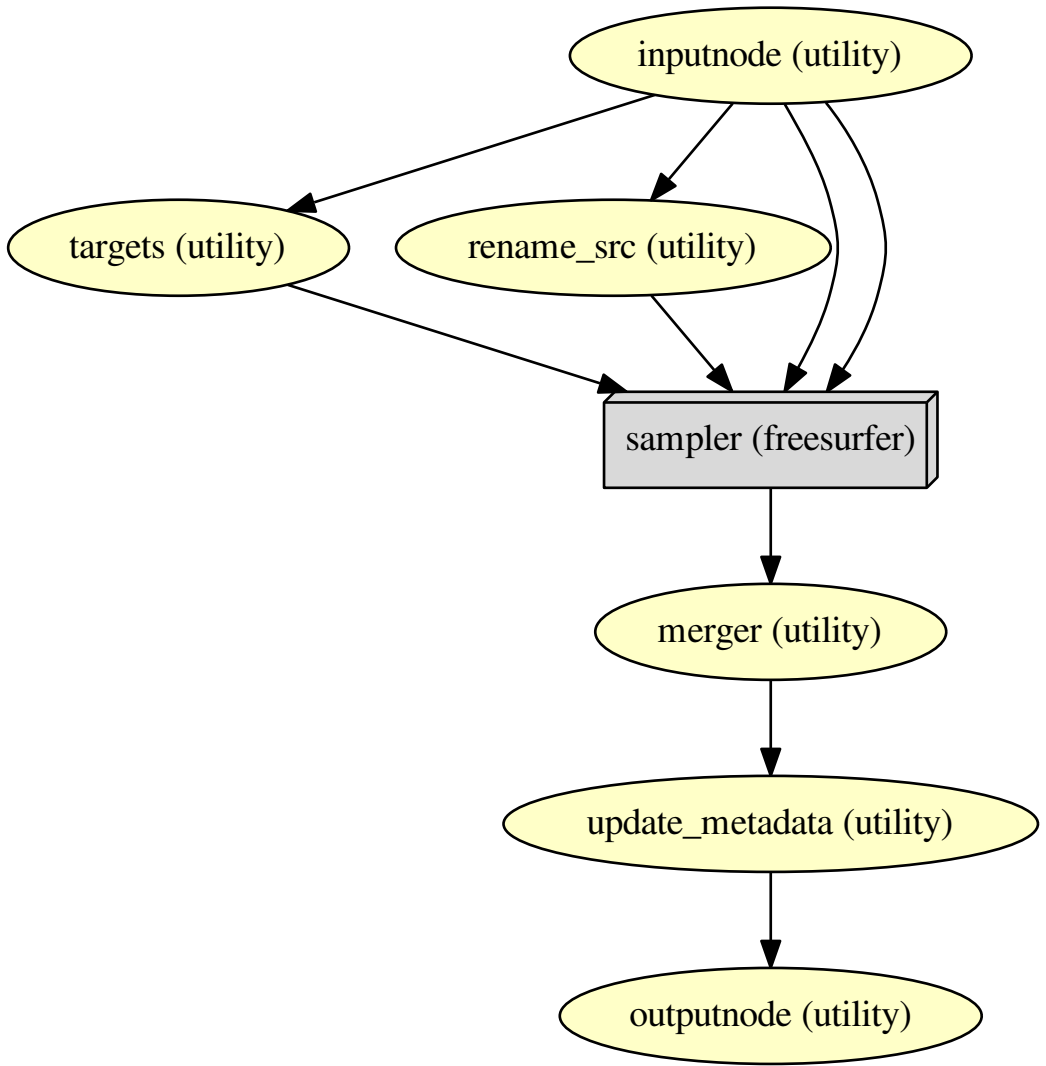 inputnode (utility)
targets (utility)
rename_src (utility)
sampler (freesurfer)
merger (utility)
update_metadata (utility)
outputnode (utility)